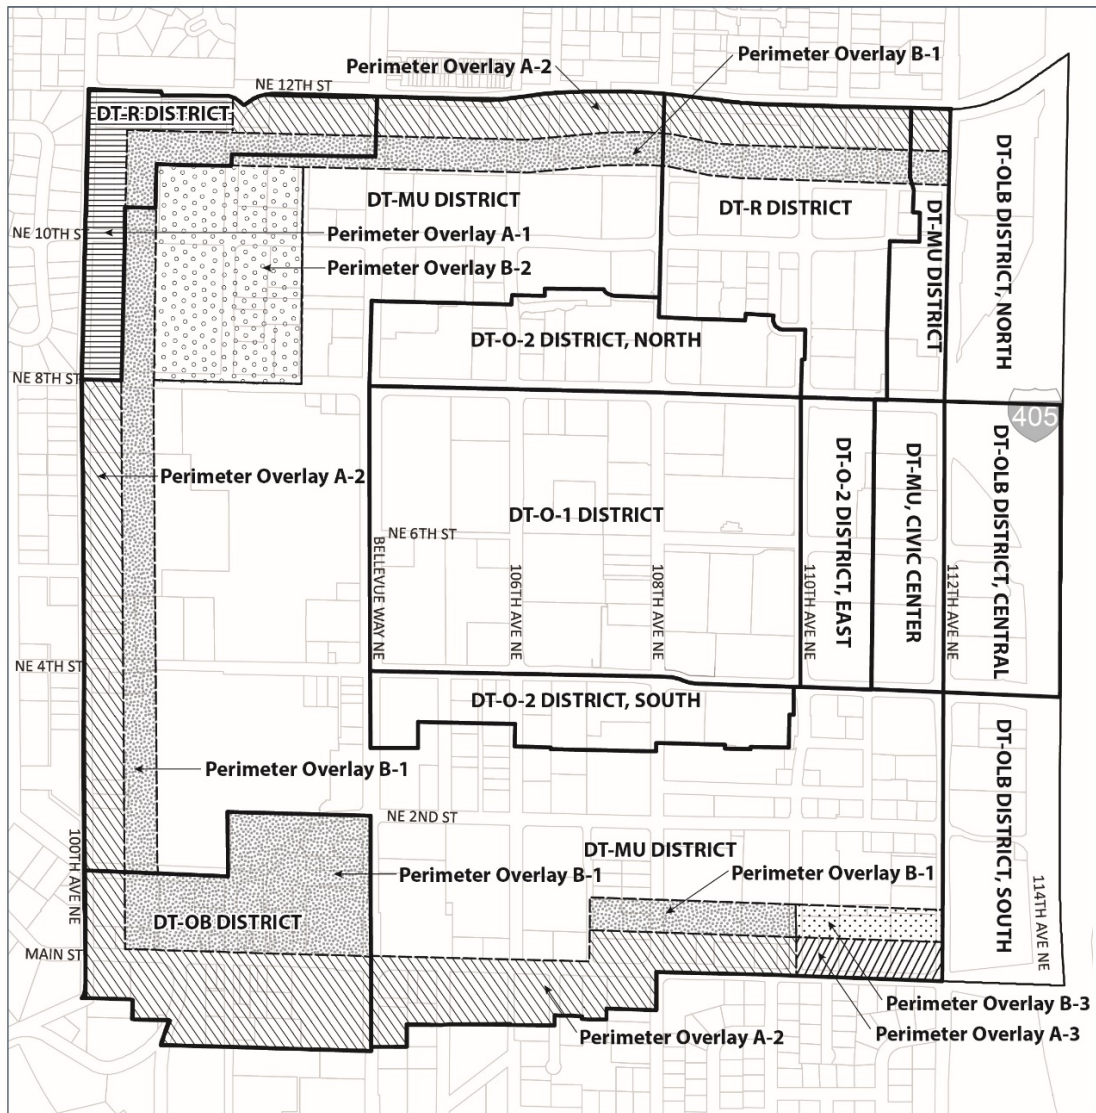 Perimeter Overlay B-1
Perimeter Overlay A-2
NE 12TH ST
DT-R DISTRICT
DT-OLB DISTRICT, NORTH
DT-MU DISTRICT
DT-R DISTRICT
DT-MU DISTRICT
NE 10TH ST
Perimeter Overlay A-1
Perimeter Overlay B-2
DT-O-2 DISTRICT, NORTH
NE 8TH ST
405
Perimeter Overlay A-2
DT-O-1 DISTRICT
DT-O-2 DISTRICT, EAST
DT-MU, CIVIC CENTER
DT-OLB DISTRICT, CENTRAL
NE 6TH ST
BELLEVUE WAY NE
106TH AVE NE
108TH AVE NE
110TH AVE NE
112TH AVE NE
NE 4TH ST
DT-O-2 DISTRICT, SOUTH
Perimeter Overlay B-1
NE 2ND ST
DT-OLB DISTRICT, SOUTH
100TH AVE NE
DT-MU DISTRICT
Perimeter Overlay B-1
Perimeter Overlay B-1
DT-OB DISTRICT
114TH AVE NE
MAIN ST
Perimeter Overlay B-3
Perimeter Overlay A-2
Perimeter Overlay A-3